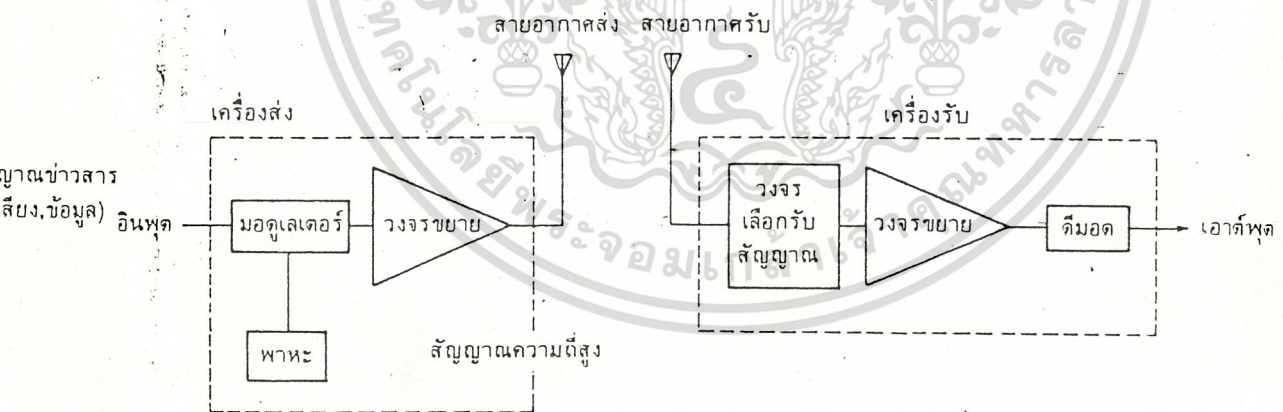 สายอากาศส่ง สายอากาศรับ
เครื่องส่ง
เครื่องรับ
ญาณข่าวสาร
สียง,ข้อมูล)
อินพุต
มอดูเลเตอร์
วงจรขยาย
พาหะ
สัญญาณความถี่สูง
วงจร
เลือกรับ
สัญญาณ
วงจรขยาย
ดีมอด
เอาต์พุต